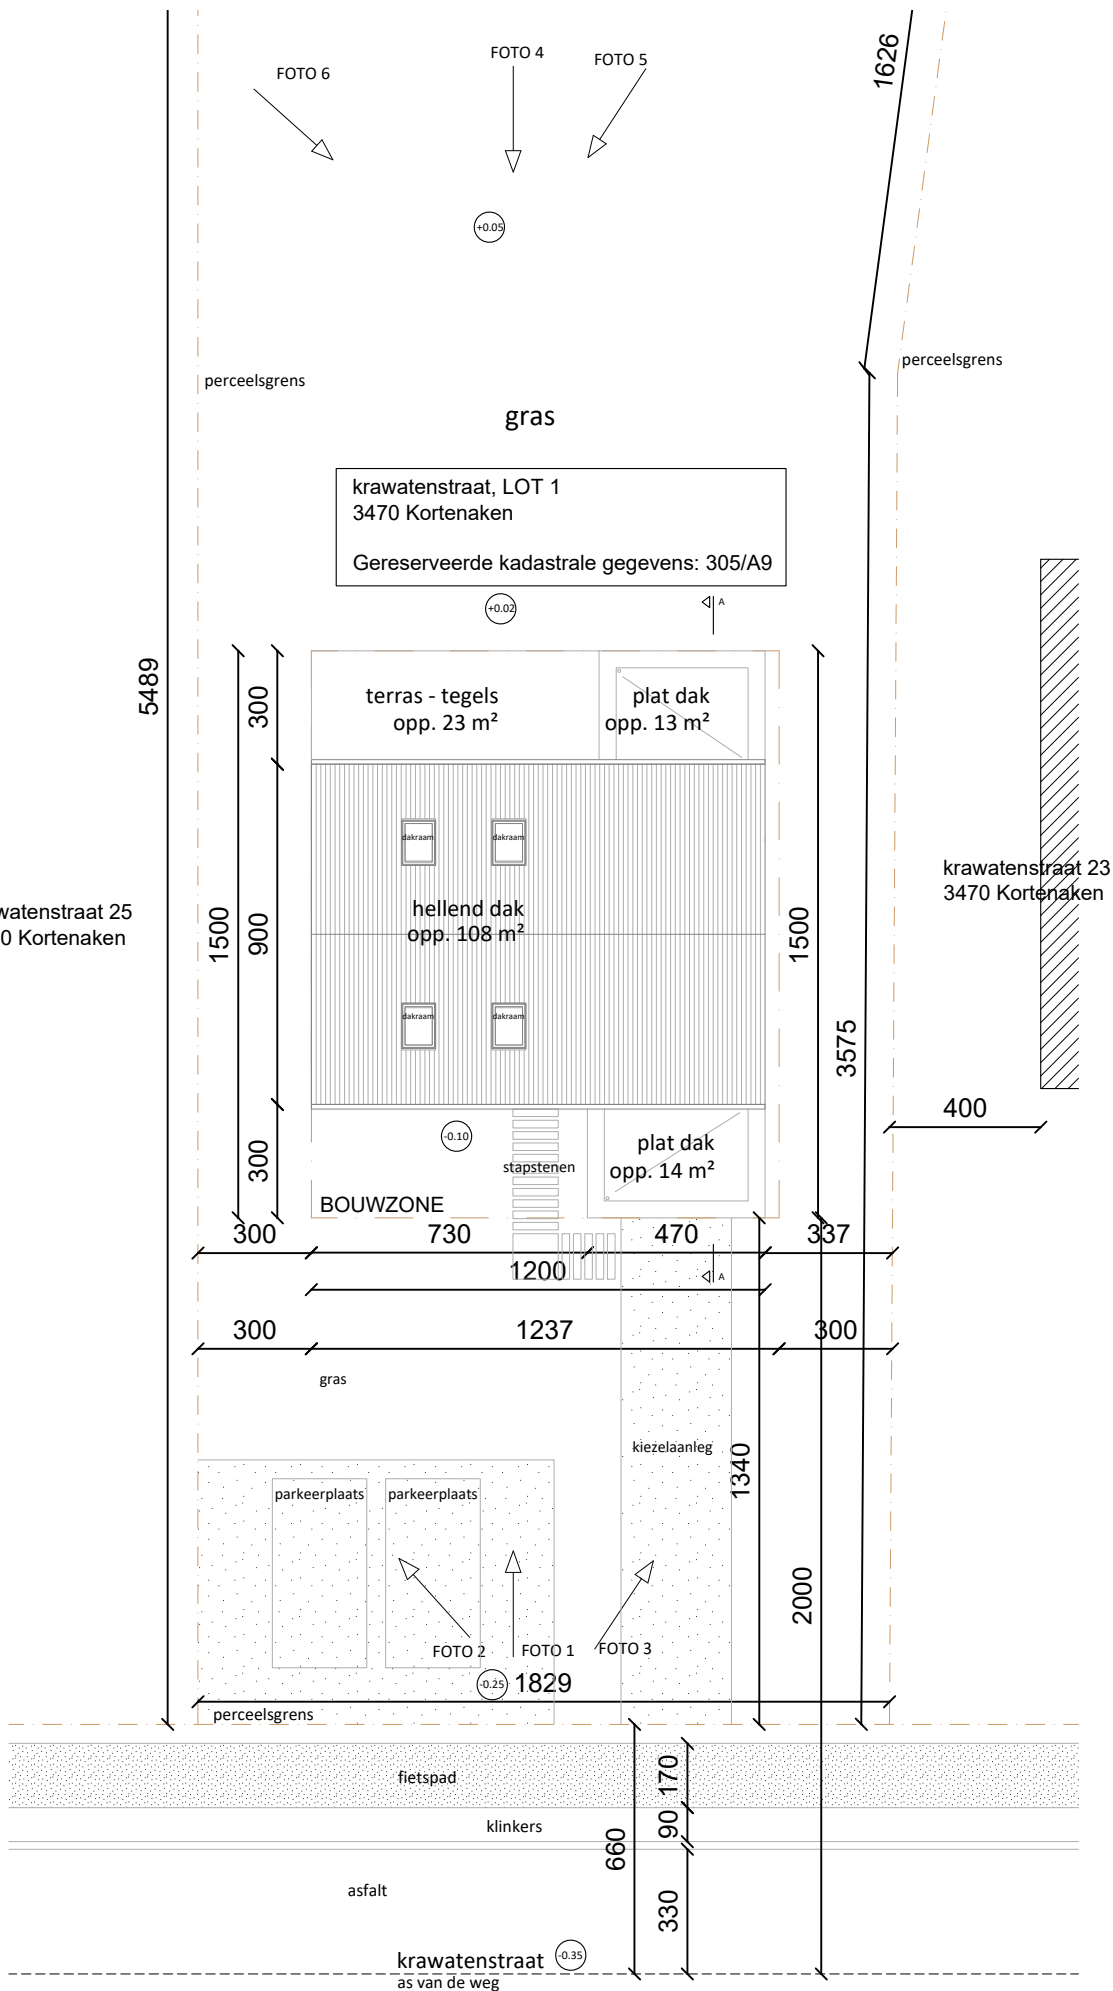 FOTO 6
FOTO 4
FOTO 5
1626
+0.05
perceelsgrens
perceelsgrens
gras
krawatenstraat, LOT 1
3470 Kortenaken
Gereserveerde kadastrale gegevens: 305/A9
+0.02
A
5489
300
terras - tegels
opp. 23 m²
plat dak
opp. 13 m²
dakraam
dakraam
krawatenstraat 23
3470 Kortenaken
watenstraat 25
0 Kortenaken
1500
900
hellend dak
opp. 108 m²
1500
dakraam
dakraam
3575
400
300
-0.10
stapstenen
plat dak
opp. 14 m²
BOUWZONE
300
730
470
337
1200
A
300
1237
300
gras
kiezelaanleg
1340
parkeerplaats
parkeerplaats
2000
FOTO 2
FOTO 1
FOTO 3
-0.25
1829
perceelsgrens
fietspad
170
klinkers
90
660
asfalt
330
krawatenstraat
-0.35
as van de weg